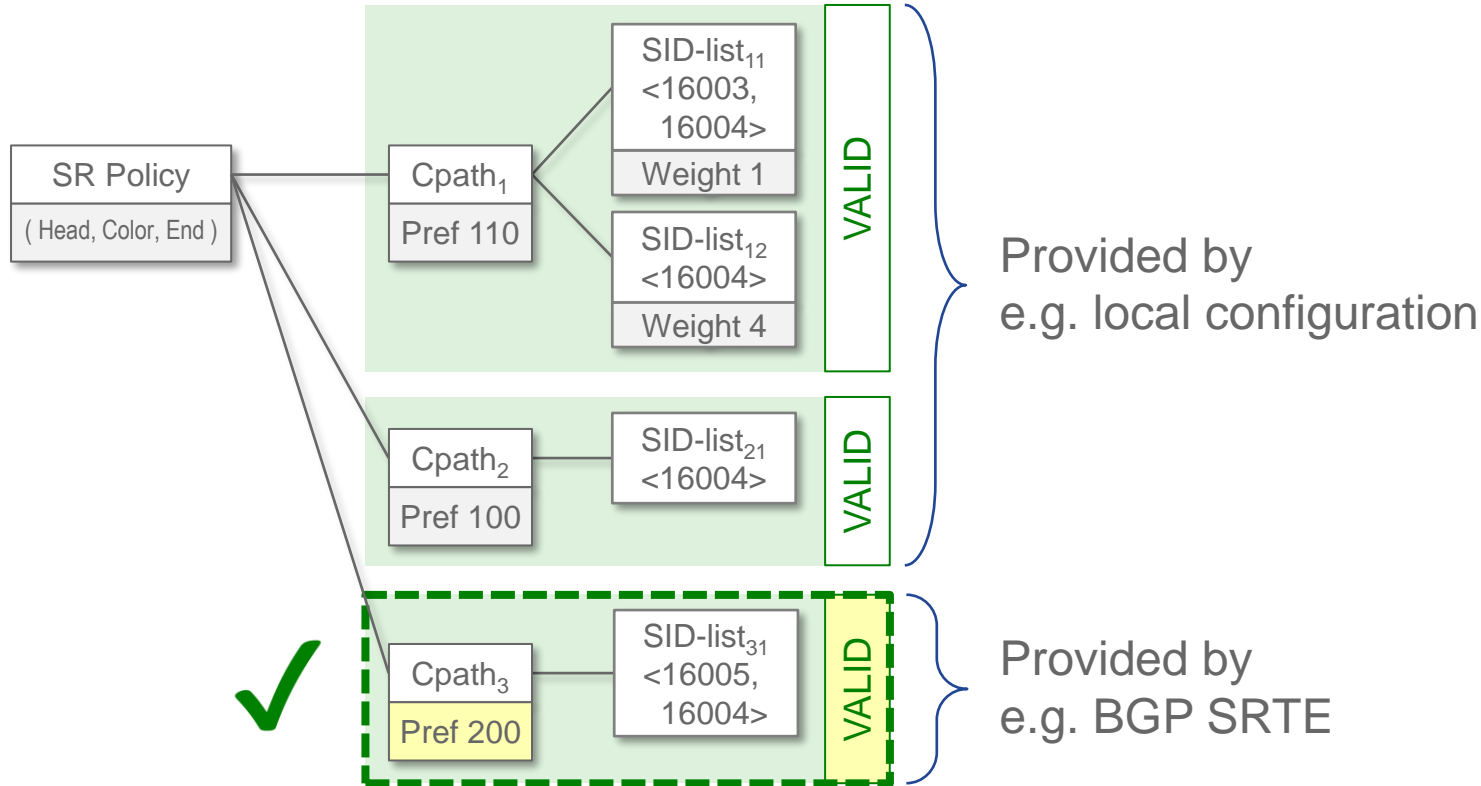 SR Policy
( Head, Color, End )
Cpath₁
Pref 110
SID-list₁₁
<16003,
16004>
Weight 1
SID-list₁₂
<16004>
Weight 4
VALID
Cpath₂
Pref 100
SID-list₂₁
<16004>
VALID
Provided by
e.g. local configuration
Cpath₃
Pref 200
SID-list₃₁
<16005,
16004>
VALID
Provided by
e.g. BGP SRTE